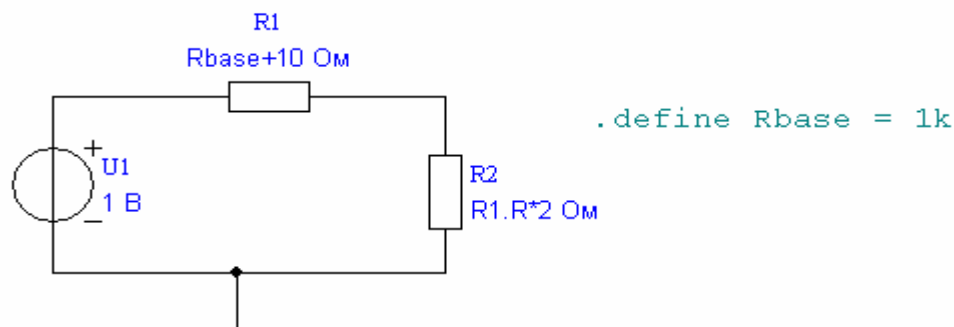 R1
Rbase+10 Ом
.define Rbase = 1k
+
U1
1 В
−
R2
R1.R*2 Ом